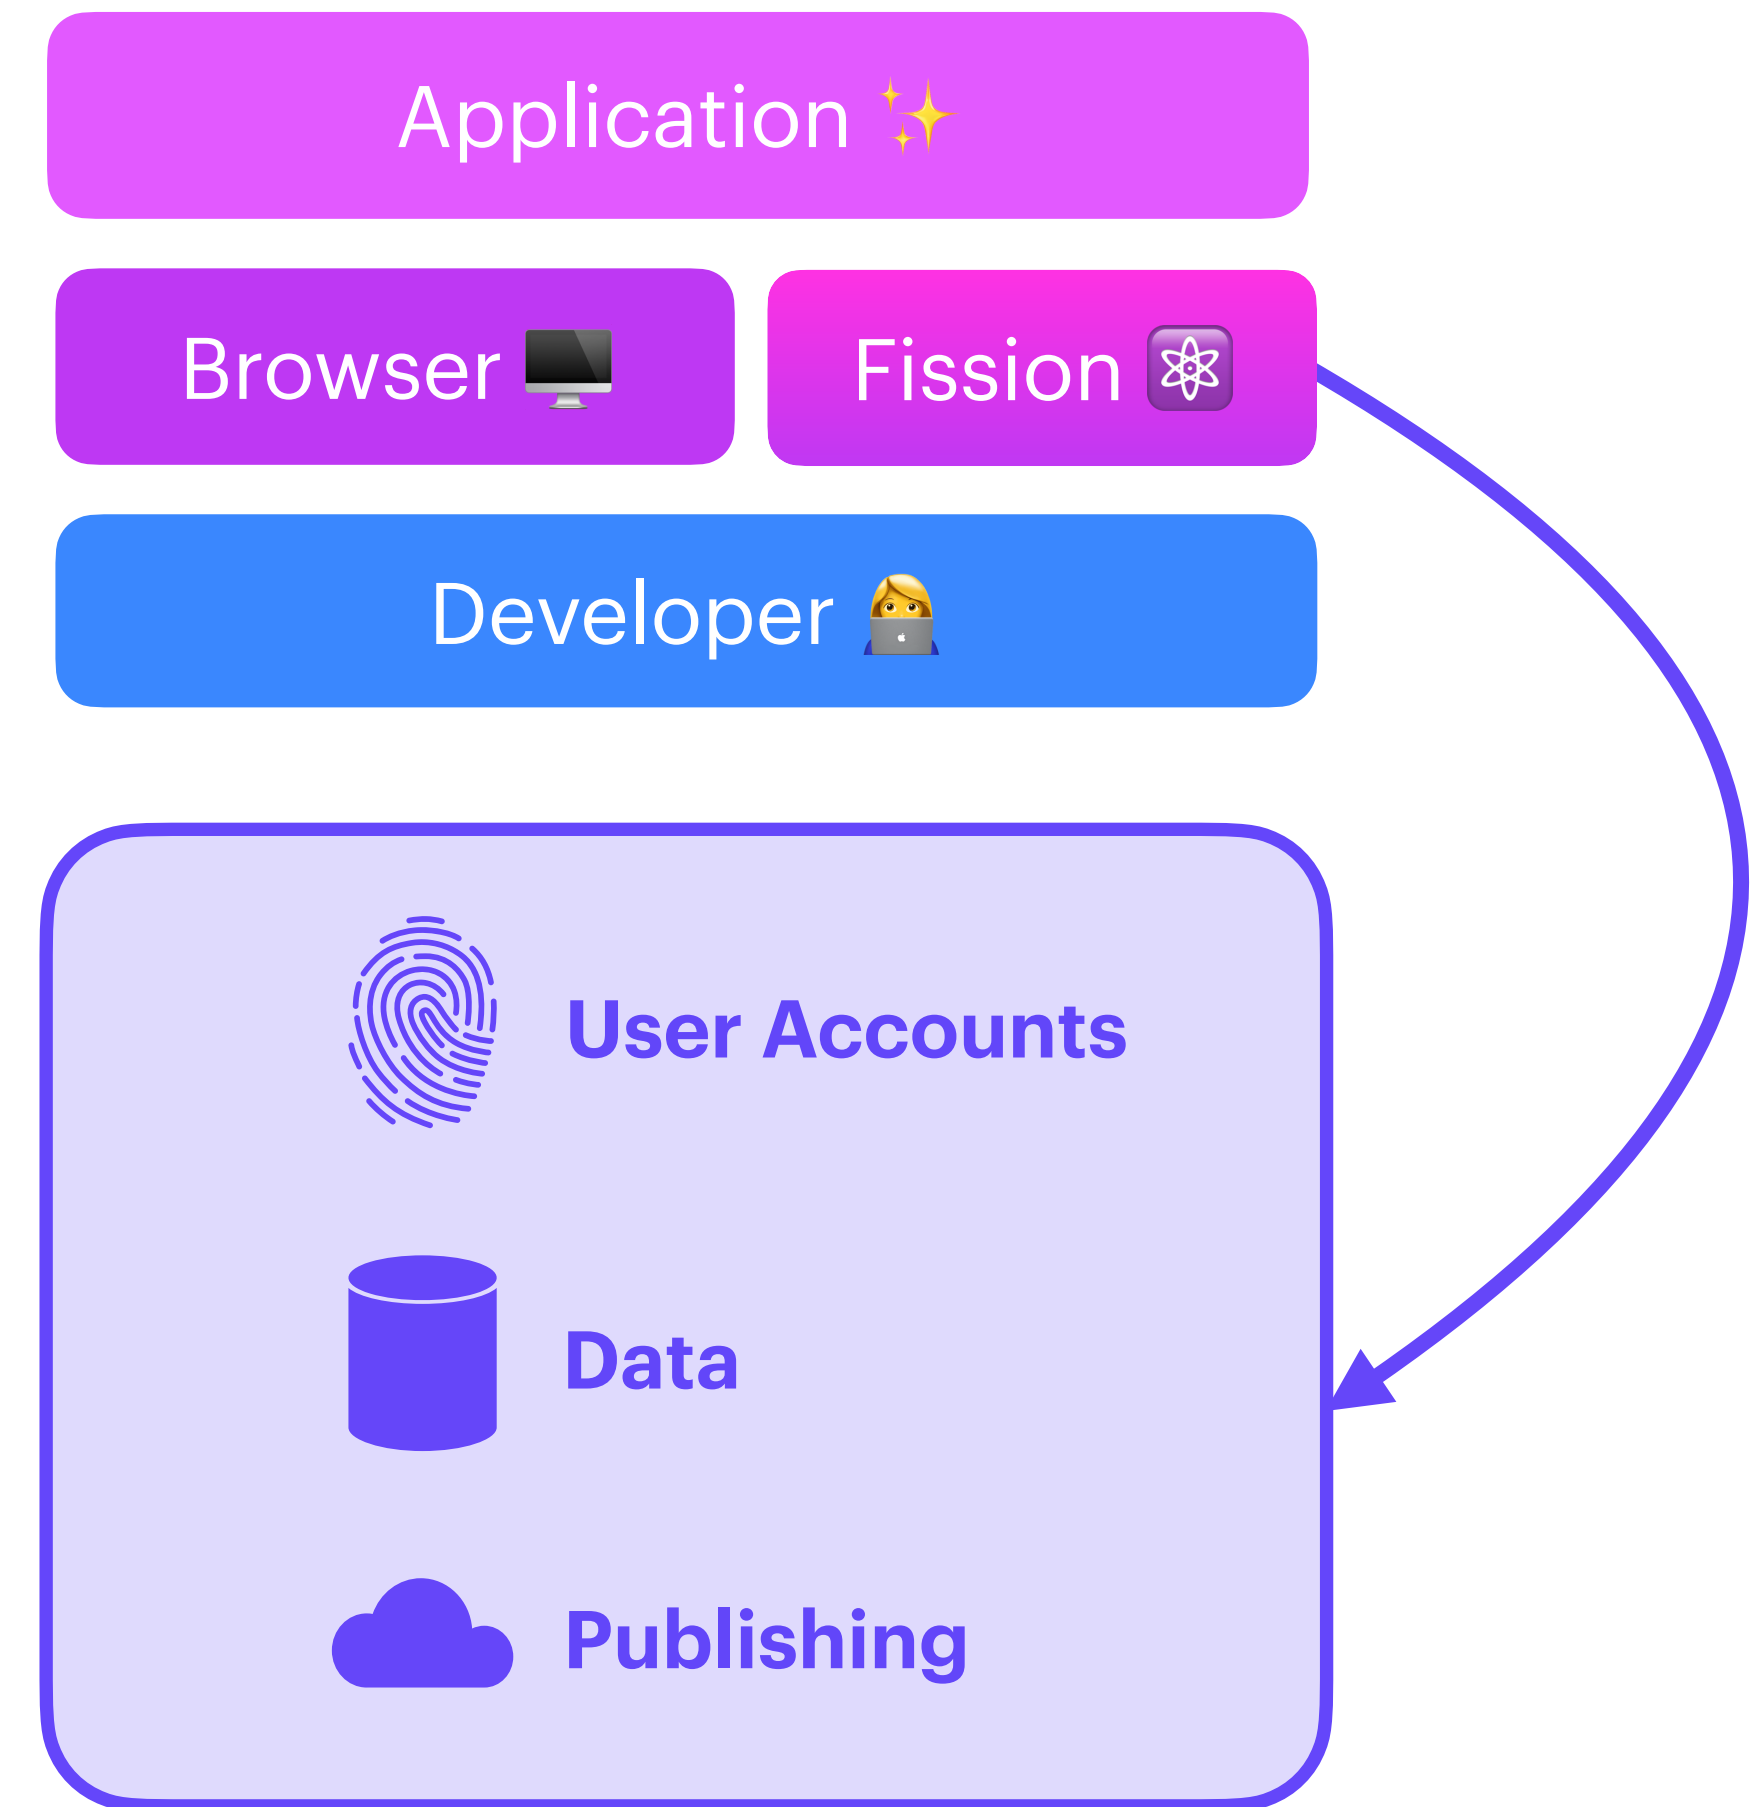 Application ✨
Browser 🖥️
Fission ⚛️
Developer 👩‍💻
User Accounts
Data
Publishing